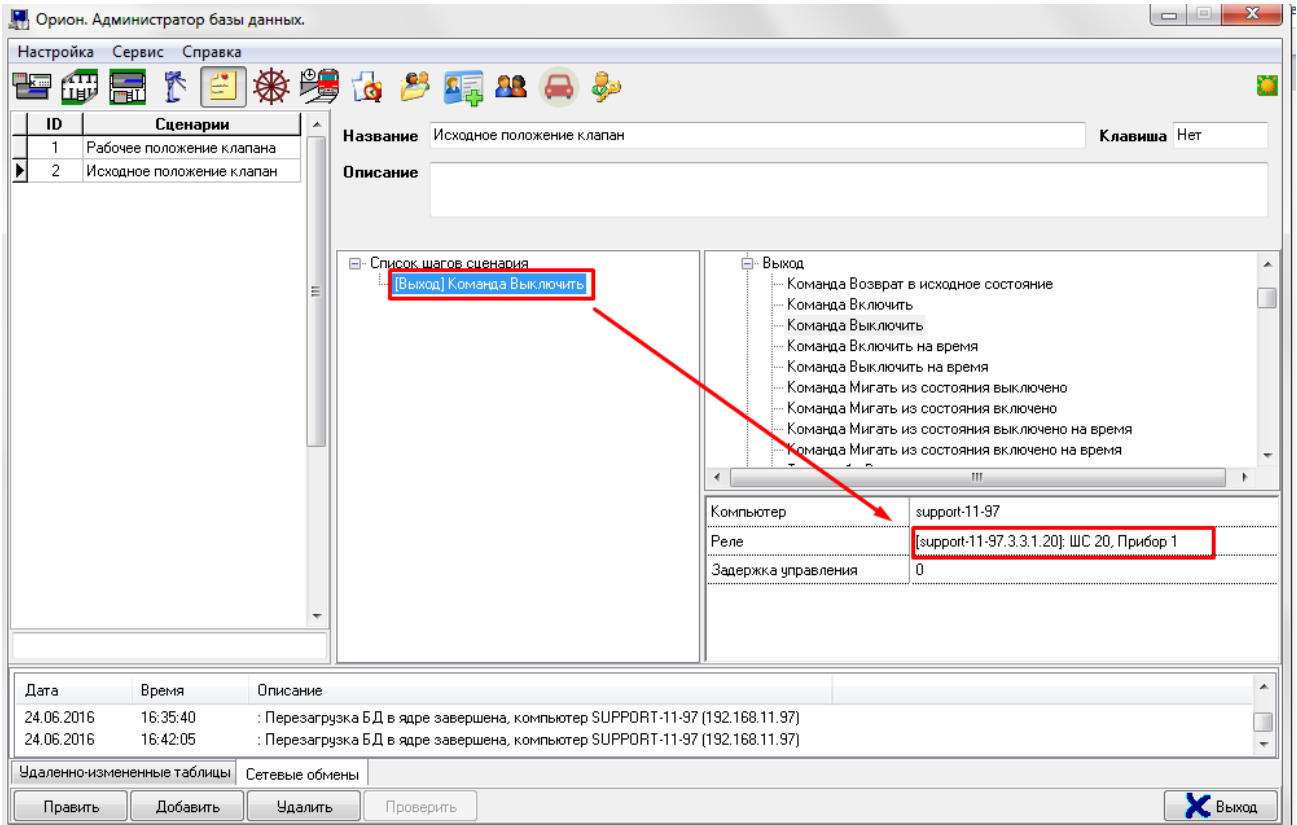 Орион. Администратор базы данных.
Настройка Сервис Справка
ID Сценарии
1 Рабочее положение клапана
2 Исходное положение клапан
Название Исходное положение клапан Клавиша Нет
Описание
Список шагов сценария
[Выход] Команда Выключить
Выход
Команда Возврат в исходное состояние
Команда Включить
Команда Выключить
Команда Включить на время
Команда Выключить на время
Команда Мигать из состояния выключено
Команда Мигать из состояния включено
Команда Мигать из состояния выключено на время
Команда Мигать из состояния включено на время
Компьютер support-11-97
Реле [support-11-97.3.3.1.20]: ШС 20, Прибор 1
Задержка управления 0
Дата Время Описание
24.06.2016 16:35:40 : Перезагрузка БД в ядре завершена, компьютер SUPPORT-11-97 (192.168.11.97)
24.06.2016 16:42:05 : Перезагрузка БД в ядре завершена, компьютер SUPPORT-11-97 (192.168.11.97)
Удаленно-измененные таблицы Сетевые обмены
Править Добавить Удалить Проверить Выход